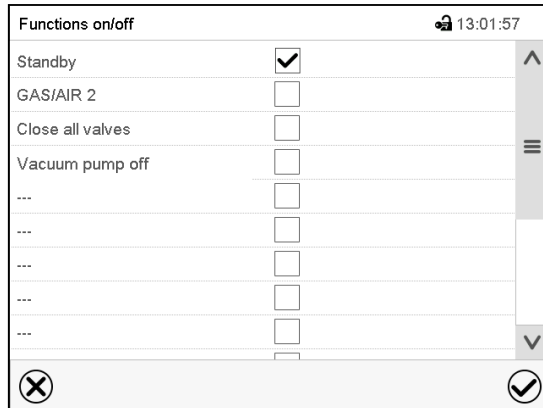 Functions on/off 13:01:57
Standby
GAS/AIR 2
Close all valves
Vacuum pump off
---
---
---
---
---